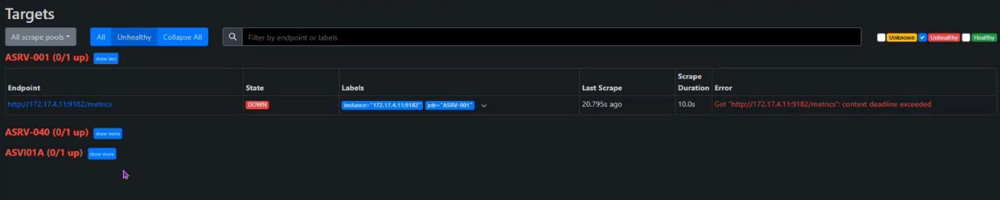 Targets
All scrape pools All Unhealthy Collapse All Filter by endpoint or labels Unknown Unhealthy Healthy
ASRV-001 (0/1 up) show less
Endpoint State Labels Last Scrape Scrape Duration Error
http://172.17.4.11:9182/metrics DOWN instance="172.17.4.11:9182" job="ASRV-001" 20.795s ago 10.0s Get "http://172.17.4.11:9182/metrics": context deadline exceeded
ASRV-040 (0/1 up) show more
ASVI01A (0/1 up) show more